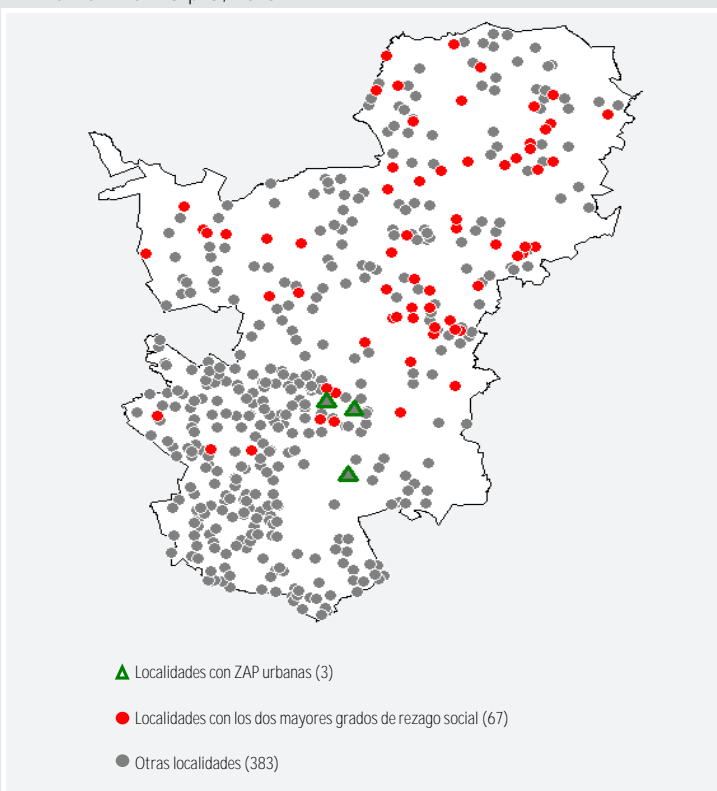 Localidades con ZAP urbanas (3)
Localidades con los dos mayores grados de rezago social (67)
Otras localidades (383)